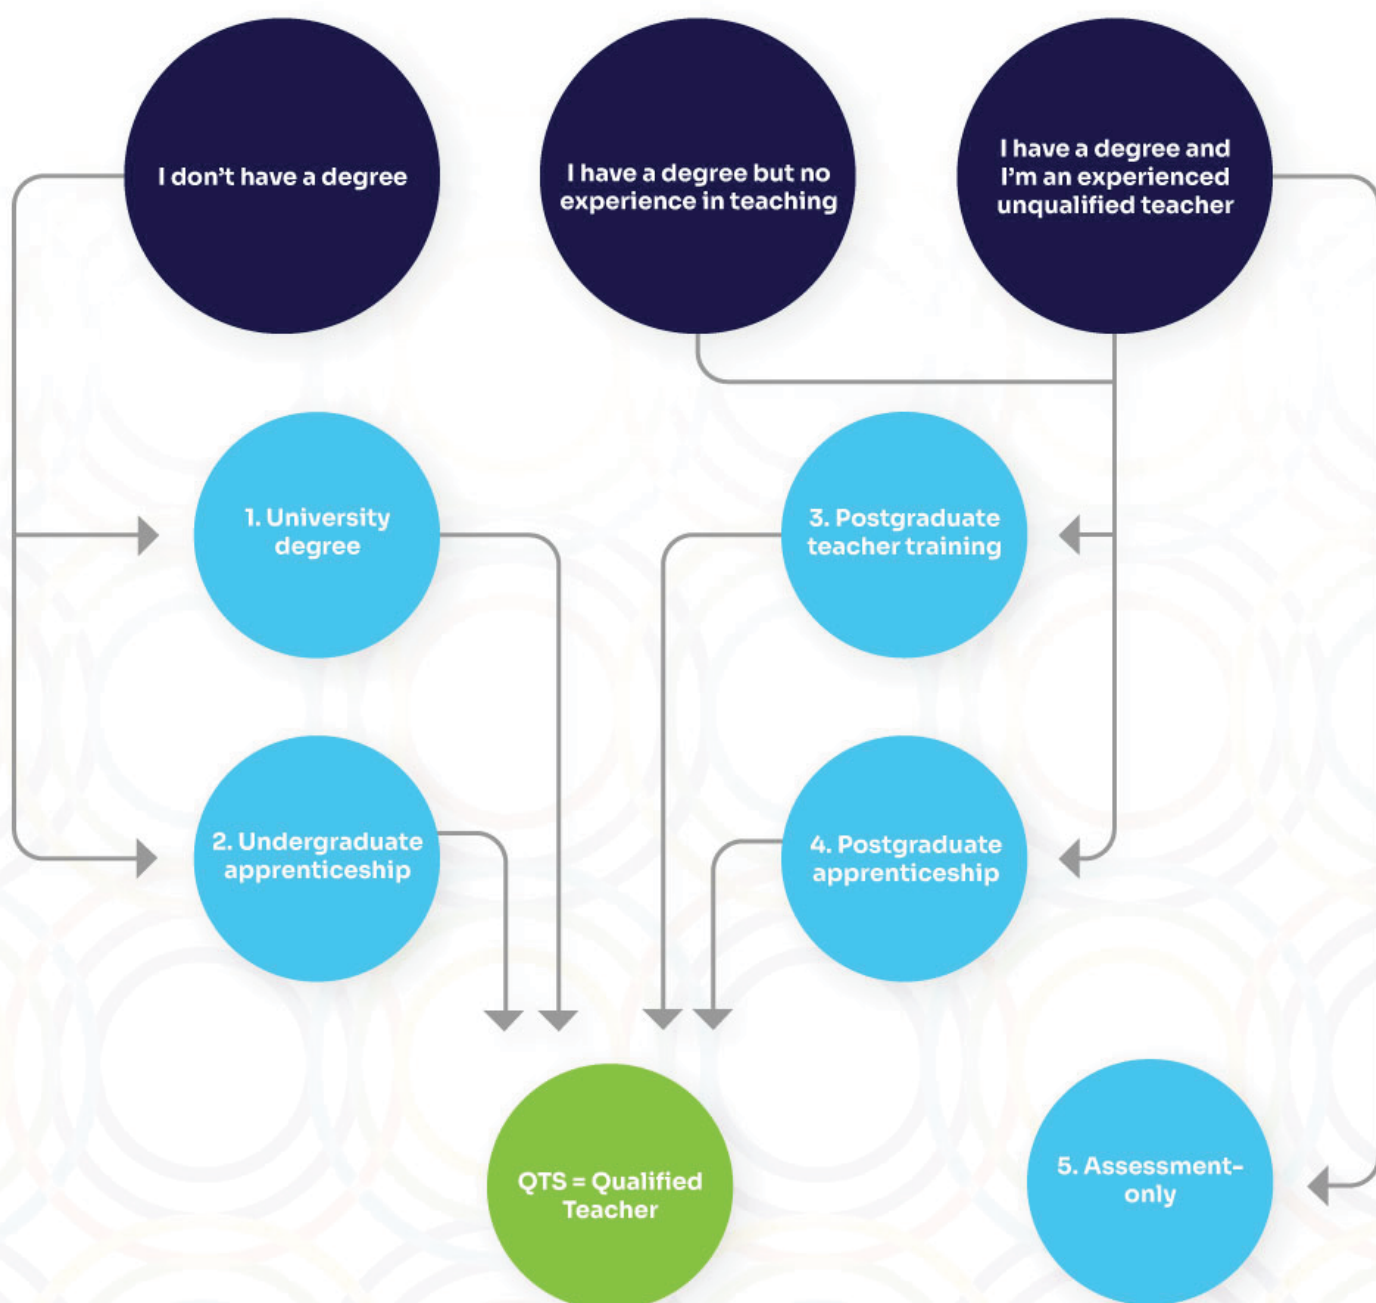 I don't have a degree
I have a degree but no
experience in teaching
I have a degree and
I'm an experienced
unqualified teacher
1. University
degree
3. Postgraduate
teacher training
2. Undergraduate
apprenticeship
4. Postgraduate
apprenticeship
QTS = Qualified
Teacher
5. Assessment-
only